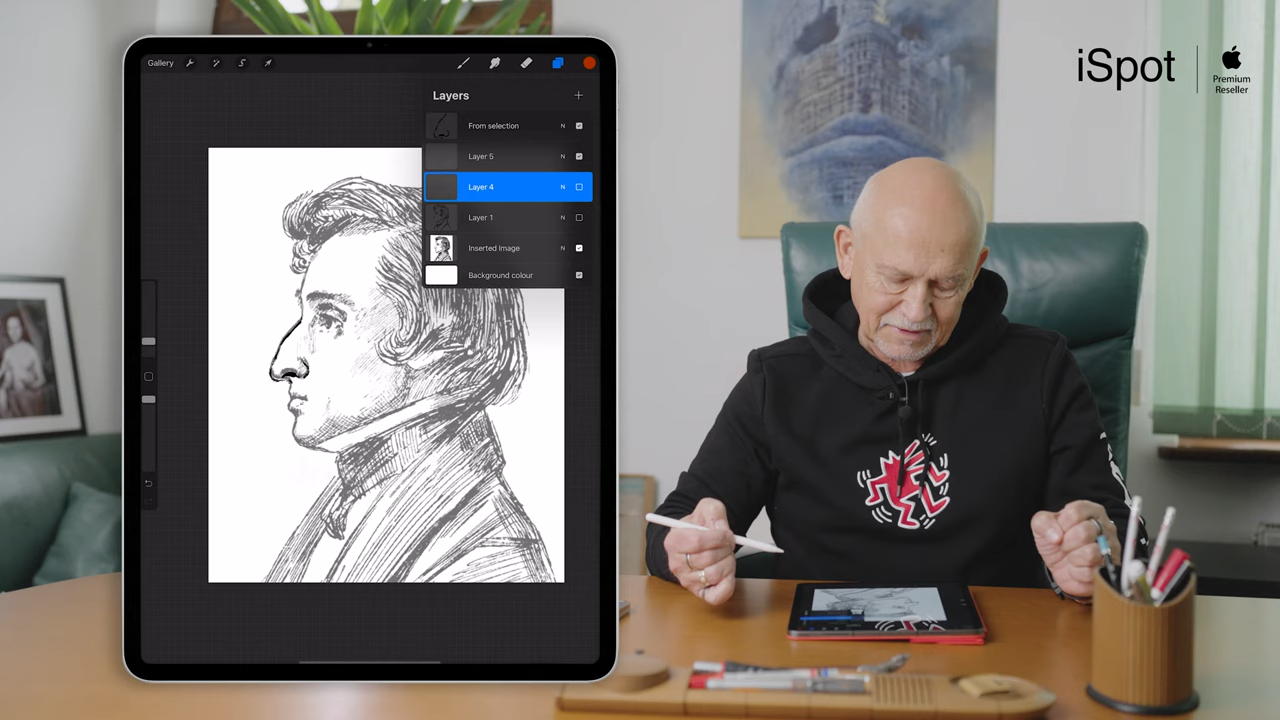 Gallery
Layers
From selection N
Layer 5 N
Layer 4 N
Layer 1 N
Inserted Image N
Background colour
iSpot
Premium
Reseller